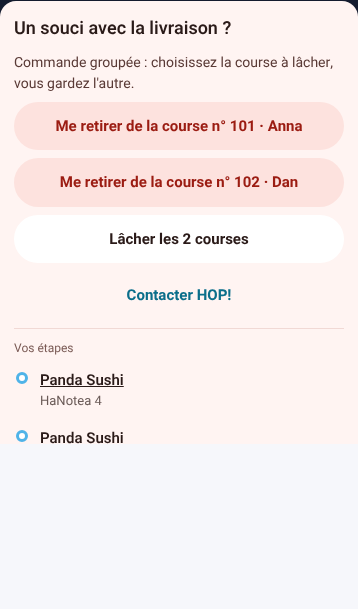 Un souci avec la livraison ?
Commande groupée : choisissez la course à lâcher,
vous gardez l'autre.
Me retirer de la course n° 101 · Anna
Me retirer de la course n° 102 · Dan
Lâcher les 2 courses
Contacter HOP!
Vos étapes
Panda Sushi
HaNotea 4
Panda Sushi